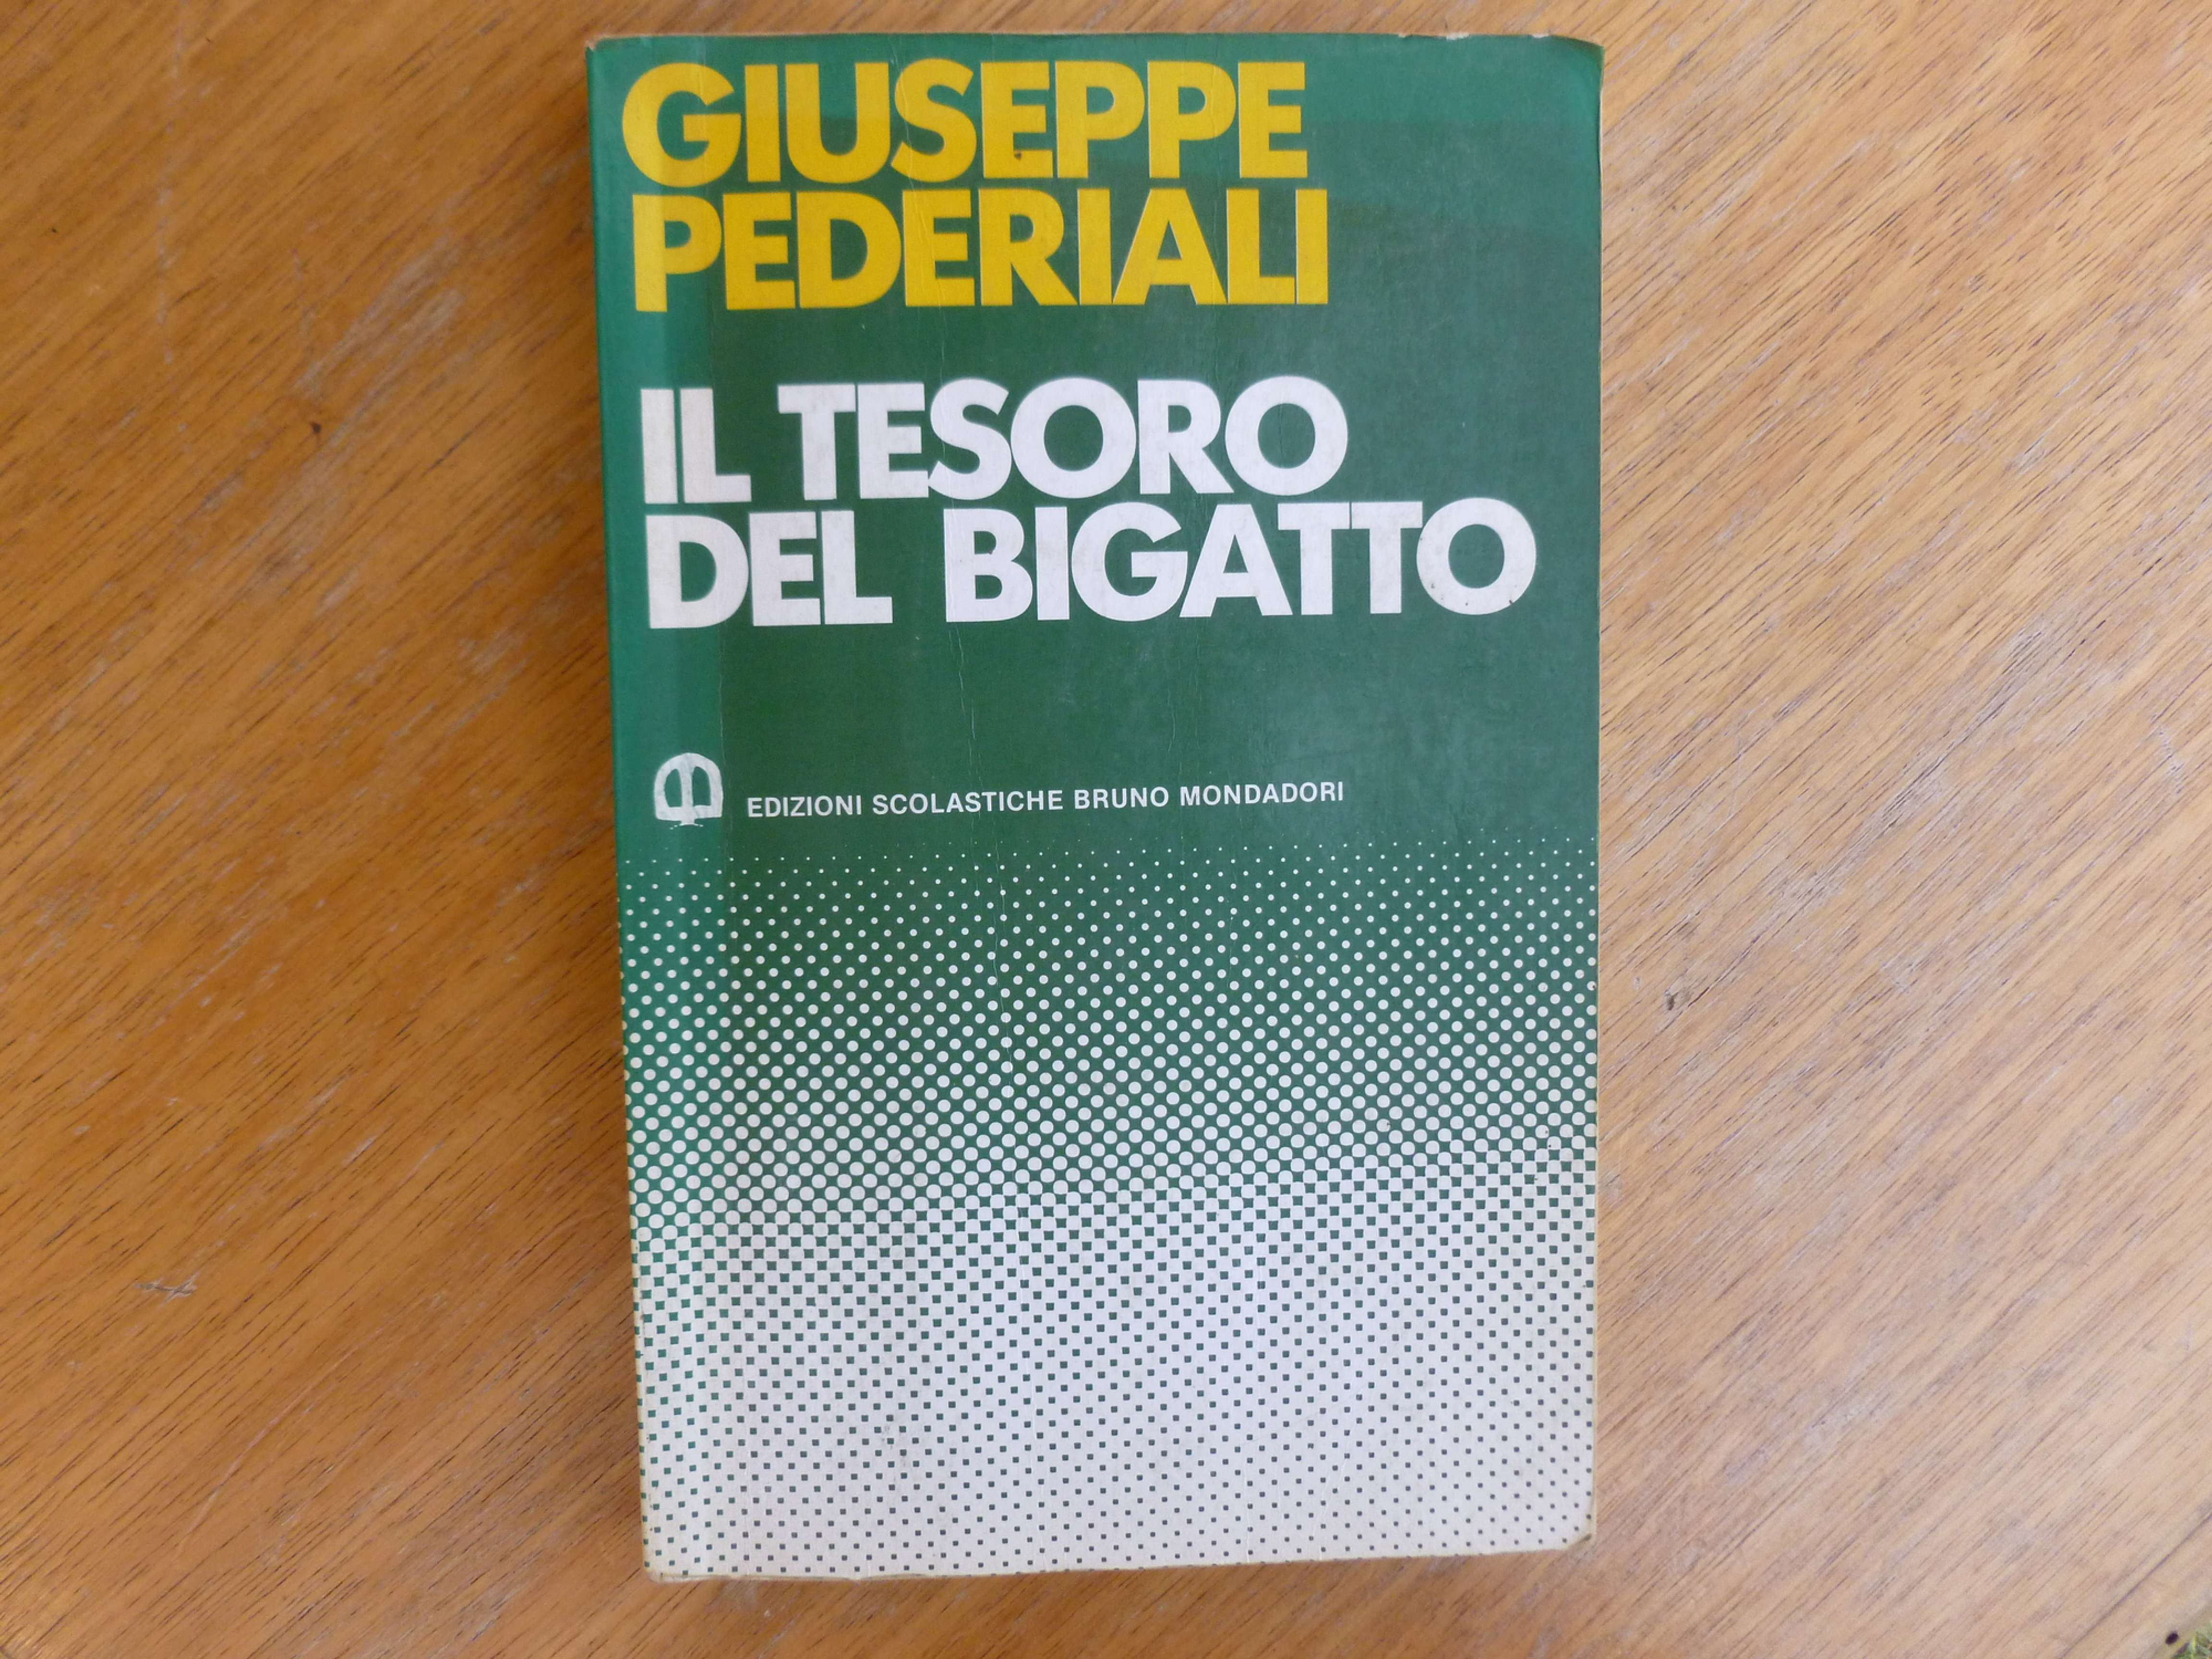 GIUSEPPE
PEDERIALI
IL TESORO
DEL BIGATTO
EDIZIONI SCOLASTICHE BRUNO MONDADORI